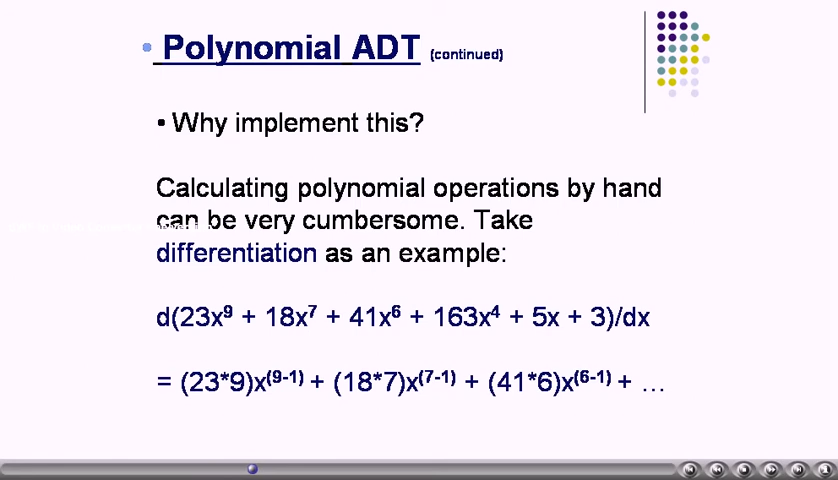 • Polynomial ADT (continued)
• Why implement this?
Calculating polynomial operations by hand
can be very cumbersome. Take
differentiation as an example:
d(23x⁹ + 18x⁷ + 41x⁶ + 163x⁴ + 5x + 3)/dx
= (23*9)x⁽⁹⁻¹⁾ + (18*7)x⁽⁷⁻¹⁾ + (41*6)x⁽⁶⁻¹⁾ + …